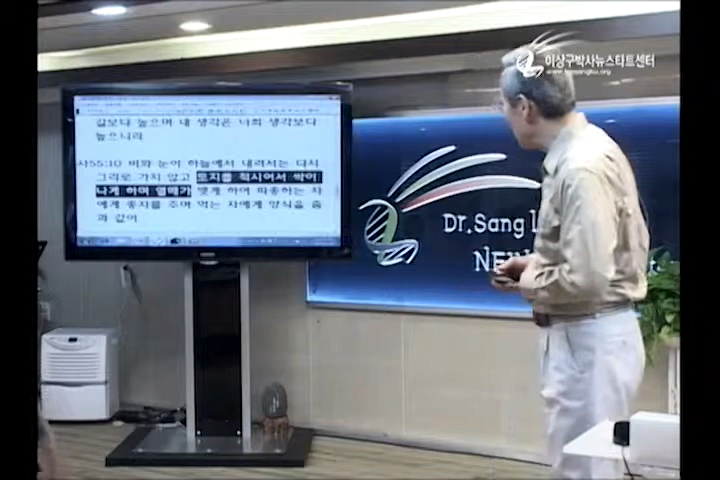 이상구박사뉴스타트센터
길보다 높으며 내 생각은 너희 생각보다
높으니라
사55:10 비와 눈이 하늘에서 내려서는 다시
그리로 가지 않고 토지를 적시어서 싹이
나게 하며 열매가 맺게 하여 파종하는 자
에게 종자를 주며 먹는 자에게 양식을 줌
과 같이
Dr.Sang